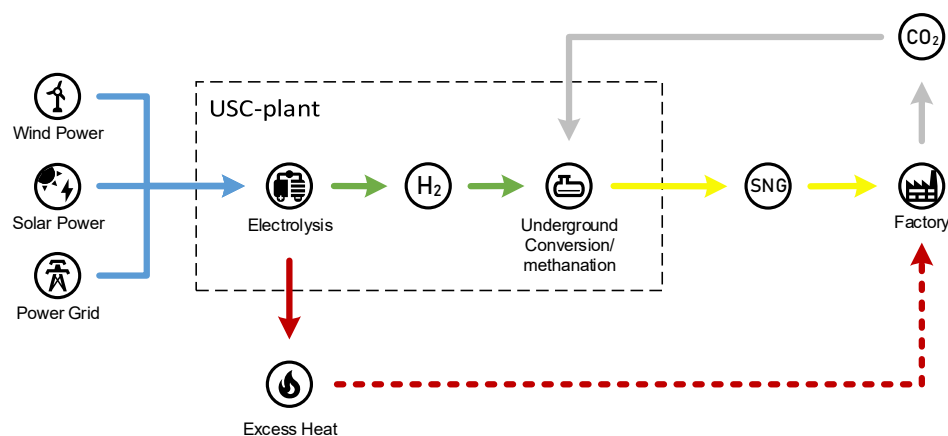 CO₂
USC-plant
Wind Power
H₂
SNG
Solar Power
Electrolysis
Underground
Conversion/
methanation
Factory
Power Grid
Excess Heat